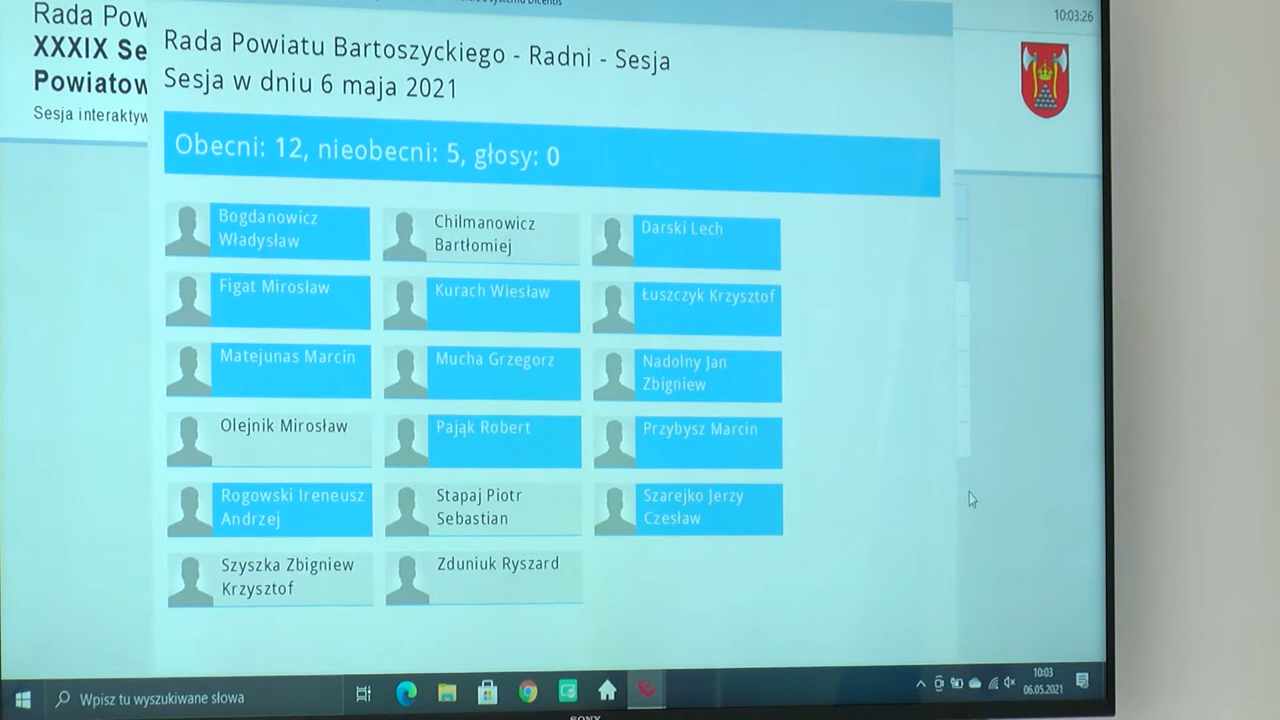 Rada Pow
XXXIX Se
Powiatow
Sesja interaktyw
10:03:26
Rada Powiatu Bartoszyckiego - Radni - Sesja
Sesja w dniu 6 maja 2021
Obecni: 12, nieobecni: 5, głosy: 0
Bogdanowicz
Władysław
Chilmanowicz
Bartłomiej
Darski Lech
Figat Mirosław
Kurach Wiesław
Łuszczyk Krzysztof
Matejunas Marcin
Mucha Grzegorz
Nadolny Jan
Zbigniew
Olejnik Mirosław
Pająk Robert
Przybysz Marcin
Rogowski Ireneusz
Andrzej
Stapaj Piotr
Sebastian
Szarejko Jerzy
Czesław
Szyszka Zbigniew
Krzysztof
Zduniuk Ryszard
Wpisz tu wyszukiwane słowa
10:03
06.05.2021
SONY